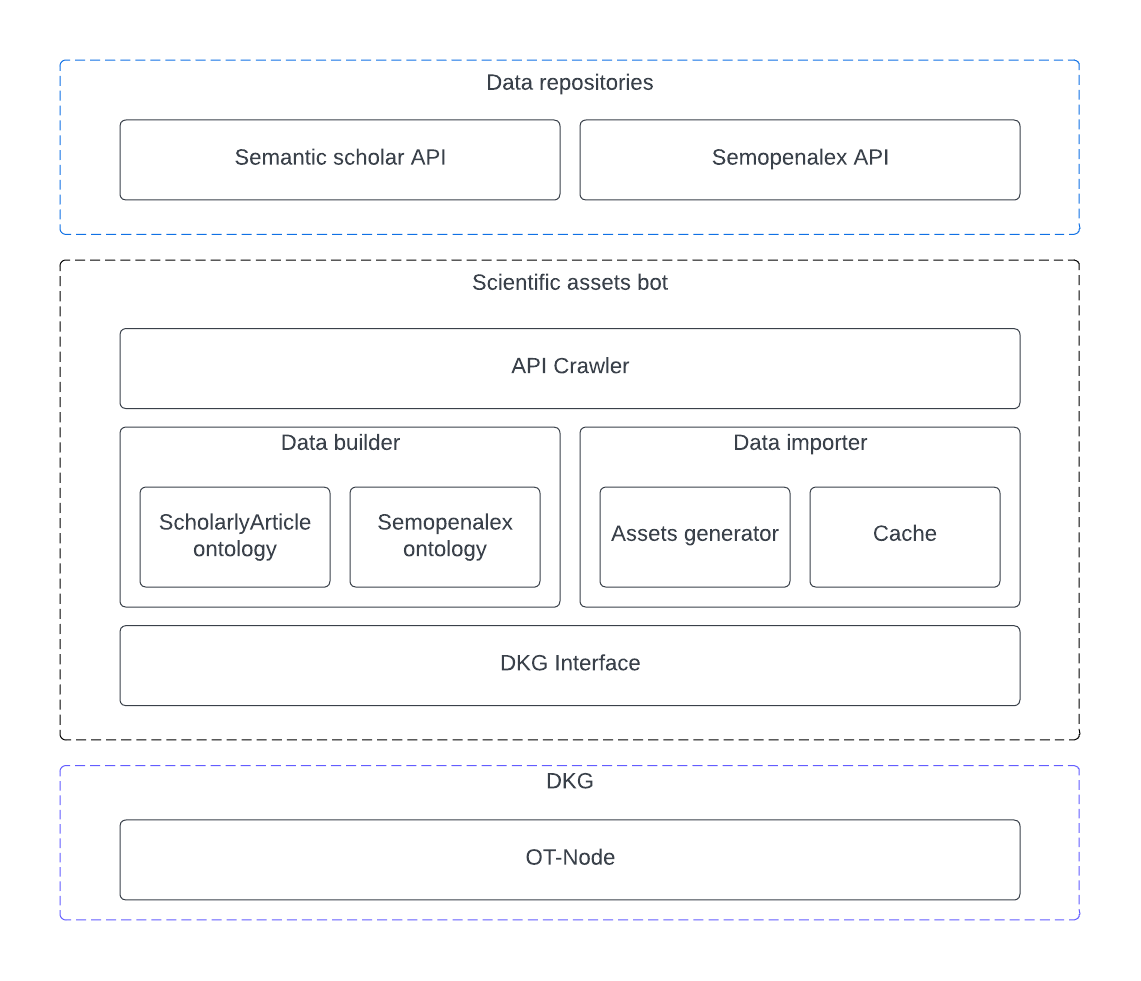 Data repositories
Semantic scholar API
Semopenalex API
Scientific assets bot
API Crawler
Data builder
ScholarlyArticle
ontology
Semopenalex
ontology
Data importer
Assets generator
Cache
DKG Interface
DKG
OT-Node